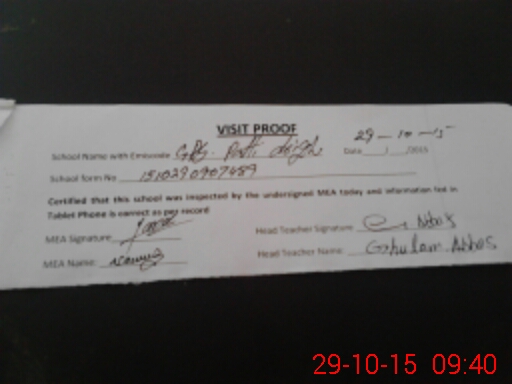 VISIT PROOF
29-10-15
School Name with Emiscode GPS. Patti Date / /2015
School form No 
Certified that this school was inspected by the undersigned MEA today and information fed in
Tablet Phone is correct as per record
MEA Signature Head Teacher Signature Abbas
MEA Name: Head Teacher Name: Ghulam Abbas
29-10-15 09:40